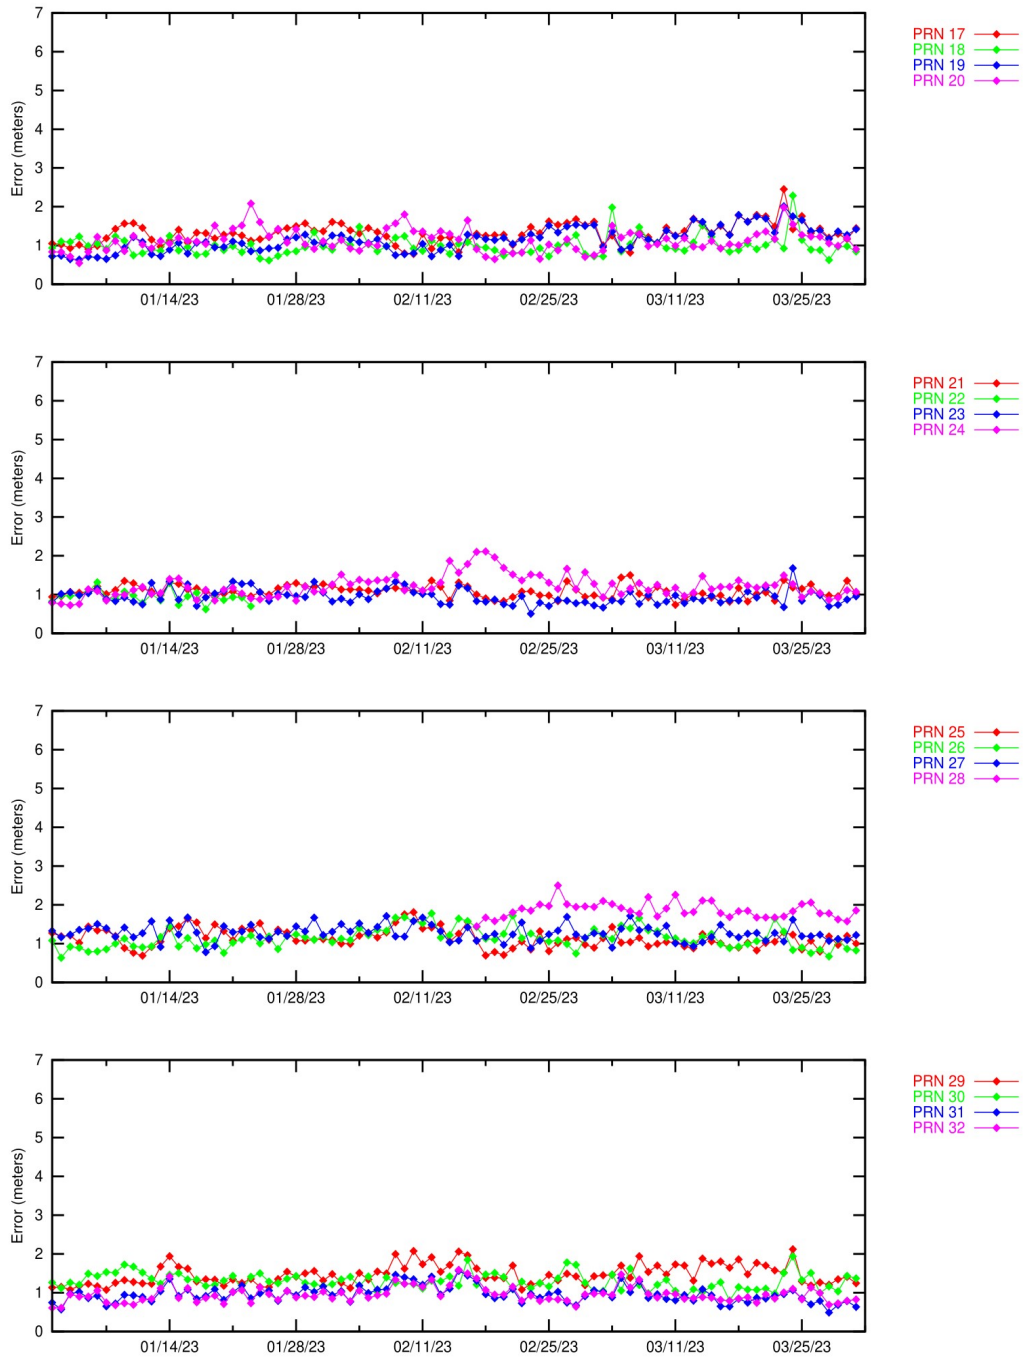 7
PRN 17
PRN 18
PRN 19
PRN 20
6
5
4
3
2
1
0
Error (meters)
01/14/23 01/28/23 02/11/23 02/25/23 03/11/23 03/25/23
7
PRN 21
PRN 22
PRN 23
PRN 24
6
5
4
3
2
1
0
Error (meters)
01/14/23 01/28/23 02/11/23 02/25/23 03/11/23 03/25/23
7
PRN 25
PRN 26
PRN 27
PRN 28
6
5
4
3
2
1
0
Error (meters)
01/14/23 01/28/23 02/11/23 02/25/23 03/11/23 03/25/23
7
PRN 29
PRN 30
PRN 31
PRN 32
6
5
4
3
2
1
0
Error (meters)
01/14/23 01/28/23 02/11/23 02/25/23 03/11/23 03/25/23